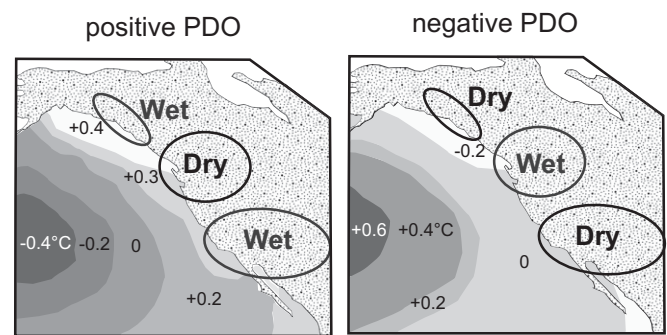 positive PDO
Wet
+0.4
Dry
+0.3
Wet
-0.4°C
-0.2
0
+0.2
negative PDO
Dry
-0.2
Wet
+0.6
+0.4°C
Dry
0
+0.2